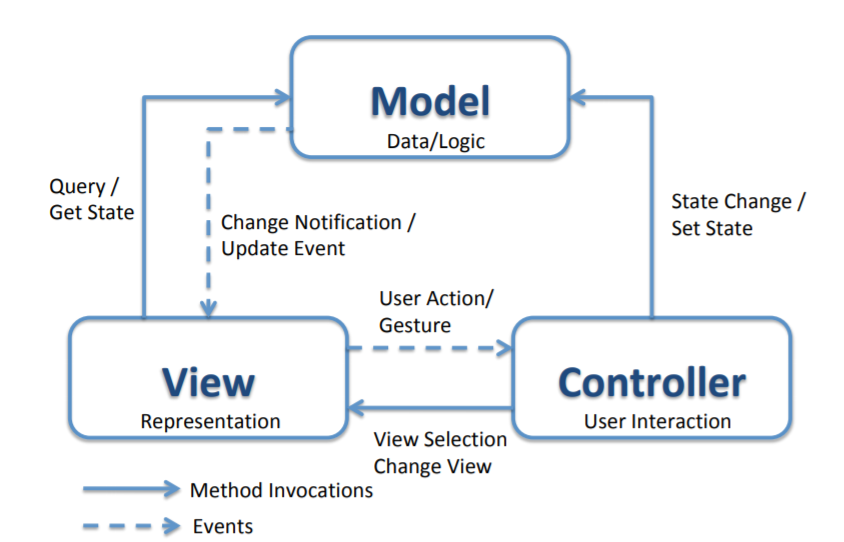 Model
Data/Logic
Query /
Get State
Change Notification /
Update Event
State Change /
Set State
User Action/
Gesture
View
Representation
Controller
User Interaction
View Selection
Change View
Method Invocations
Events